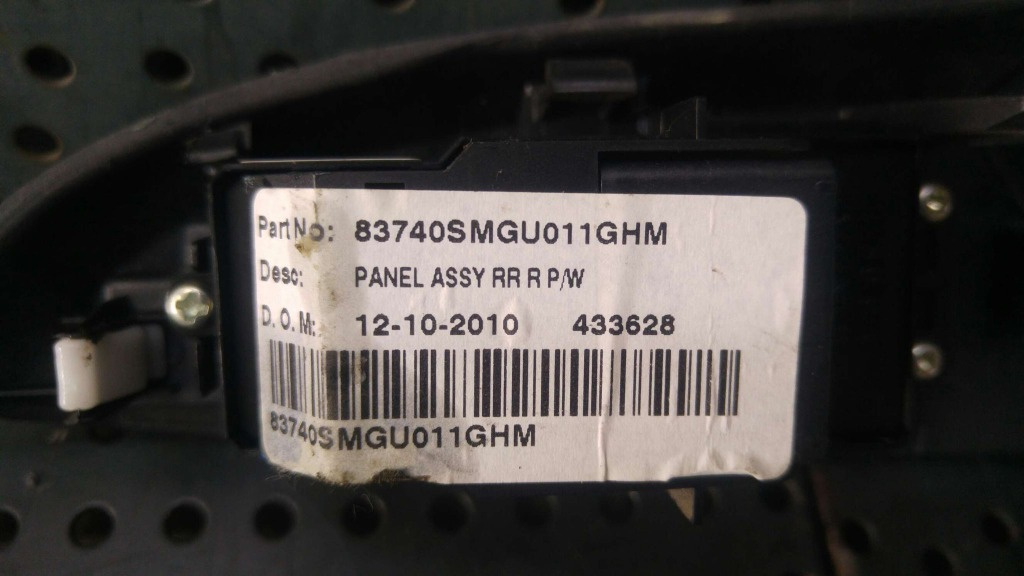 Part No: 83740SMGU011GHM
Desc: PANEL ASSY RR R P/W
D.O.M: 12-10-2010 433628
83740SMGU011GHM